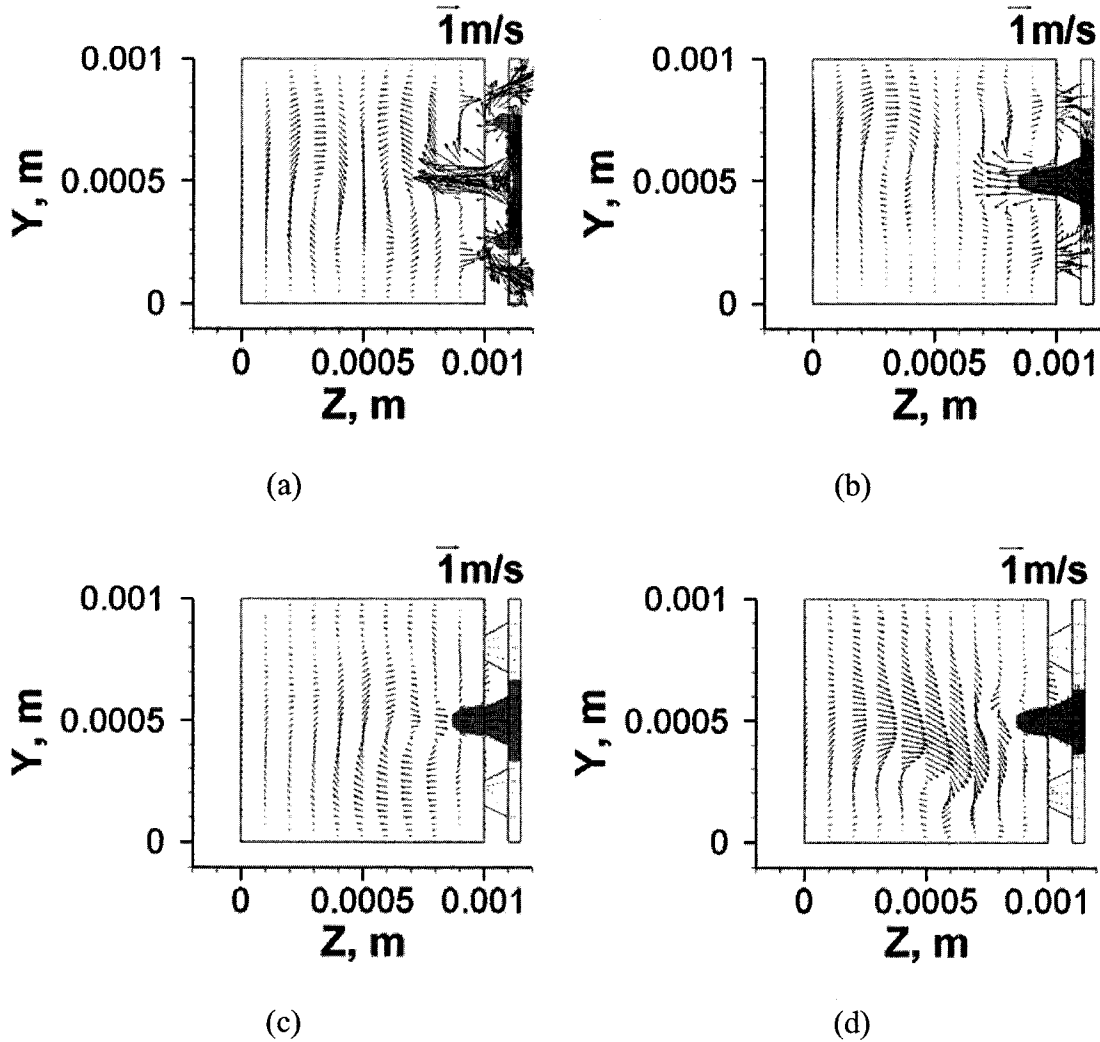 1m/s 1m/s
0.001 0.001
Y, m 0.0005 Y, m 0.0005
0 0
0 0.0005 0.001 0 0.0005 0.001
Z, m Z, m
(a) (b)
1m/s 1m/s
0.001 0.001
Y, m 0.0005 Y, m 0.0005
0 0
0 0.0005 0.001 0 0.0005 0.001
Z, m Z, m
(c) (d)